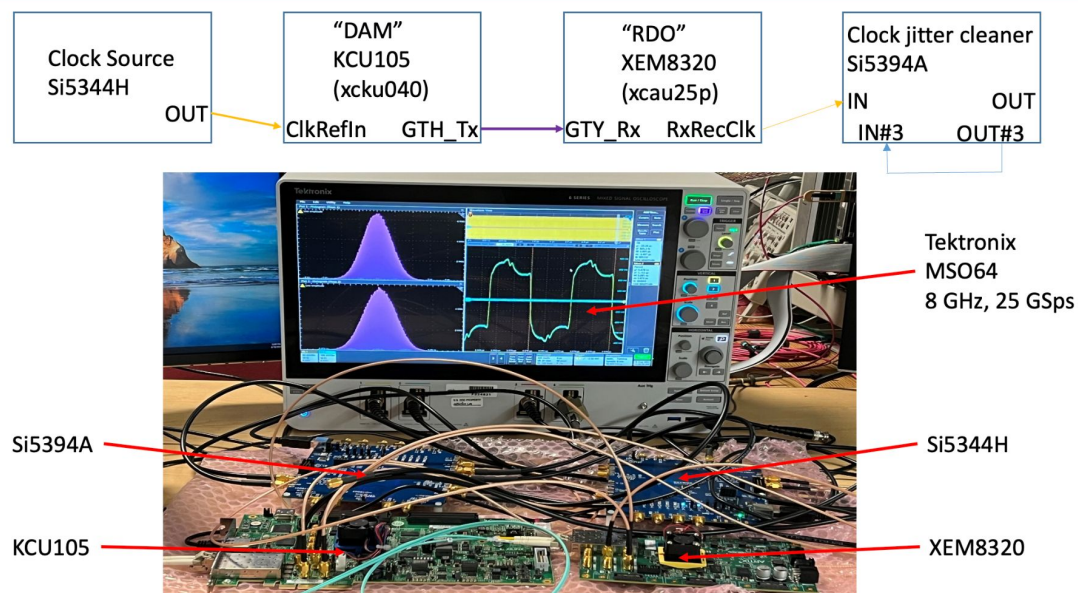 Clock Source
Si5344H
OUT
“DAM”
KCU105
(xcku040)
ClkRefIn GTH_Tx
“RDO”
XEM8320
(xcau25p)
GTY_Rx RxRecClk
Clock jitter cleaner
Si5394A
IN OUT
IN#3 OUT#3
Tektronix
Tektronix
MSO64
8 GHz, 25 GSps
Si5394A
Si5344H
KCU105
XEM8320